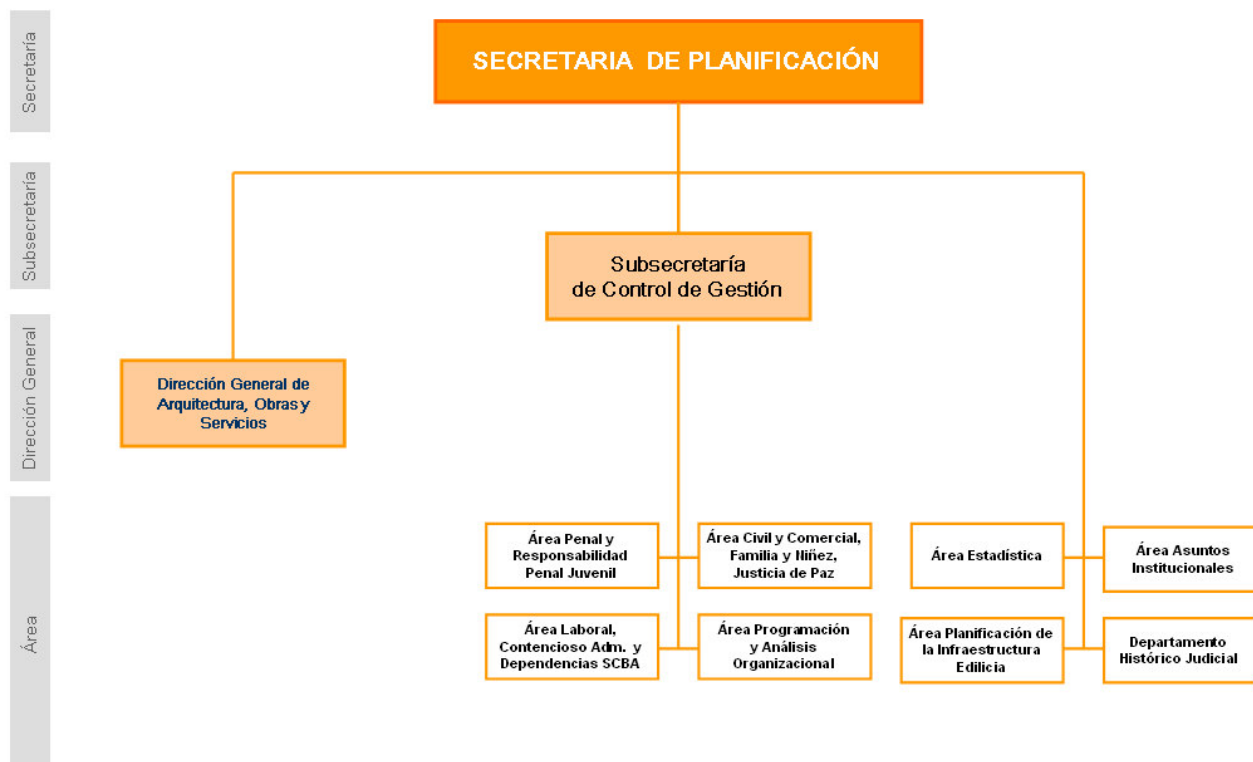 Secretaría
SECRETARIA DE PLANIFICACIÓN
Subsecretaría
Subsecretaría
de Control de Gestión
Dirección General
Dirección General de
Arquitectura, Obras y
Servicios
Área
Área Penal y
Responsabilidad
Penal Juvenil
Área Civil y Comercial,
Familia y Niñez,
Justicia de Paz
Área Estadística
Área Asuntos
Institucionales
Área Laboral,
Contencioso Adm. y
Dependencias SCBA
Área Programación
y Análisis
Organizacional
Área Planificación de
la Infraestructura
Edilicia
Departamento
Histórico Judicial